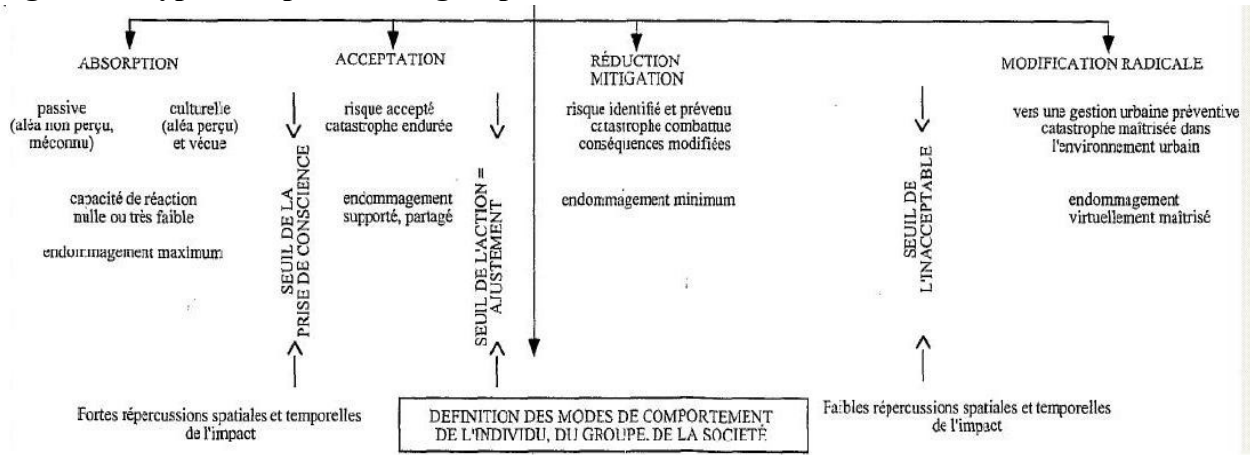 ABSORPTION
passive
(aléa non perçu,
méconnu)
culturelle
(aléa perçu)
et vécue
capacité de réaction
nulle ou très faible
endommagement maximum
SEUIL DE LA
PRISE DE CONSCIENCE
ACCEPTATION
risque accepté
catastrophe endurée
endommagement
supporté, partagé
SEUIL DE L'ACTION =
AJUSTEMENT
RÉDUCTION
MITIGATION
risque identifié et prévenu
catastrophe combattue
conséquences modifiées
endommagement minimum
SEUIL DE
L'INACCEPTABLE
MODIFICATION RADICALE
vers une gestion urbaine préventive
catastrophe maîtrisée dans
l'environnement urbain
endommagement
virtuellement maîtrisé
Fortes répercussions spatiales et temporelles
de l'impact
DEFINITION DES MODES DE COMPORTEMENT
DE L'INDIVIDU, DU GROUPE, DE LA SOCIETÉ
Faibles répercussions spatiales et temporelles
de l'impact